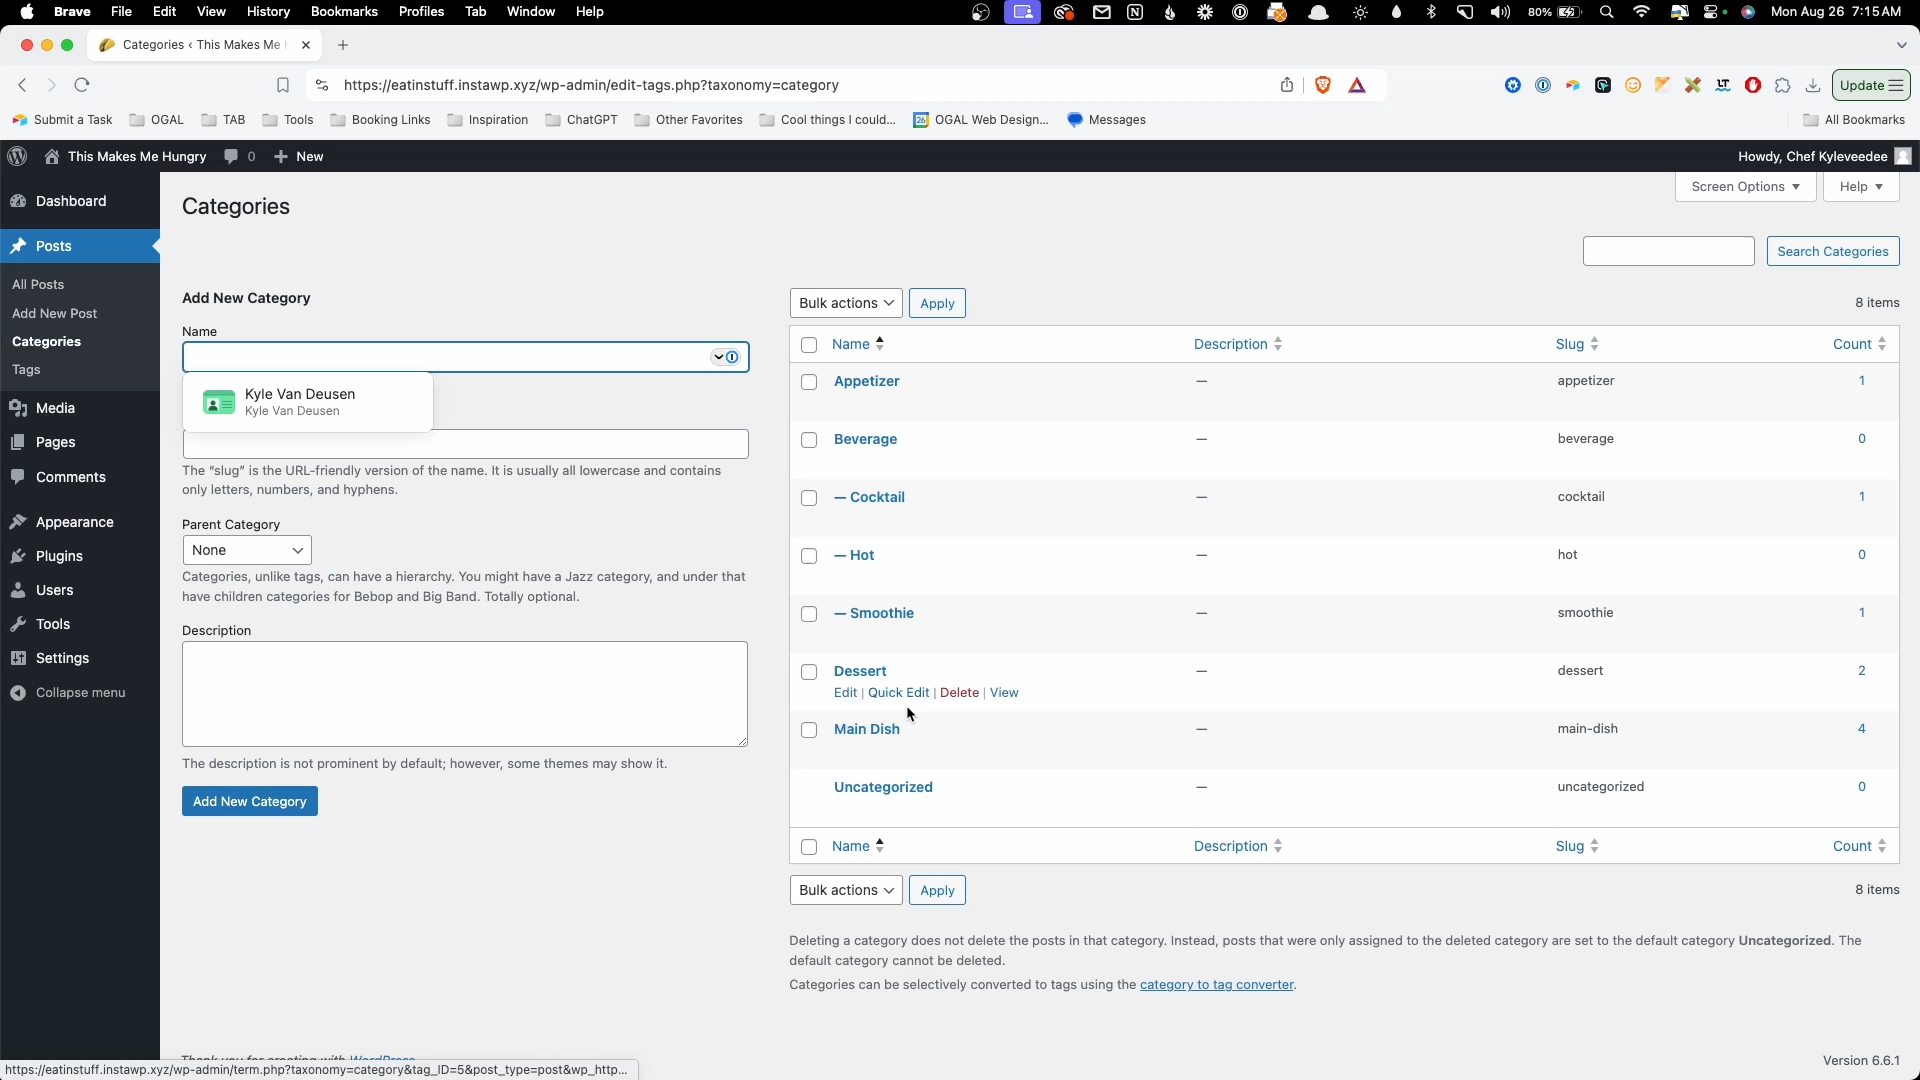 Brave File Edit View History Bookmarks Profiles Tab Window Help 80% Mon Aug 26 7:15 AM
Categories ‹ This Makes Me
https://eatinstuff.instawp.xyz/wp-admin/edit-tags.php?taxonomy=category Update
Submit a Task OGAL TAB Tools Booking Links Inspiration ChatGPT Other Favorites Cool things I could... OGAL Web Design... Messages All Bookmarks
This Makes Me Hungry 0 New Howdy, Chef Kyleveedee
Screen Options Help
Dashboard
Posts
All Posts
Add New Post
Categories
Tags
Media
Pages
Comments
Appearance
Plugins
Users
Tools
Settings
Collapse menu
Categories
Search Categories
Add New Category
Name
Kyle Van Deusen
Kyle Van Deusen
The “slug” is the URL-friendly version of the name. It is usually all lowercase and contains
only letters, numbers, and hyphens.
Parent Category
None
Categories, unlike tags, can have a hierarchy. You might have a Jazz category, and under that
have children categories for Bebop and Big Band. Totally optional.
Description
The description is not prominent by default; however, some themes may show it.
Add New Category
Bulk actions Apply 8 items
Name Description Slug Count
Appetizer — appetizer 1
Beverage — beverage 0
— Cocktail — cocktail 1
— Hot — hot 0
— Smoothie — smoothie 1
Dessert — dessert 2
Edit | Quick Edit | Delete | View
Main Dish — main-dish 4
Uncategorized — uncategorized 0
Name Description Slug Count
Bulk actions Apply 8 items
Deleting a category does not delete the posts in that category. Instead, posts that were only assigned to the deleted category are set to the default category Uncategorized. The
default category cannot be deleted.
Categories can be selectively converted to tags using the category to tag converter.
Thank you for creating with WordPress. Version 6.6.1
https://eatinstuff.instawp.xyz/wp-admin/term.php?taxonomy=category&tag_ID=5&post_type=post&wp_http...